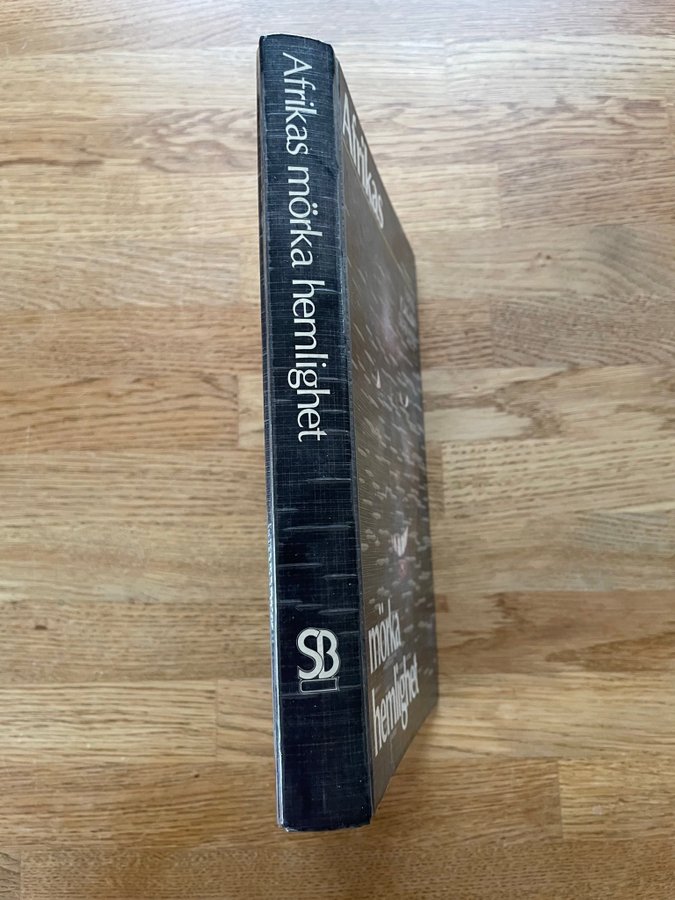 Afrikas mörka hemlighet
SB
Afrikas
mörka
hemlighet